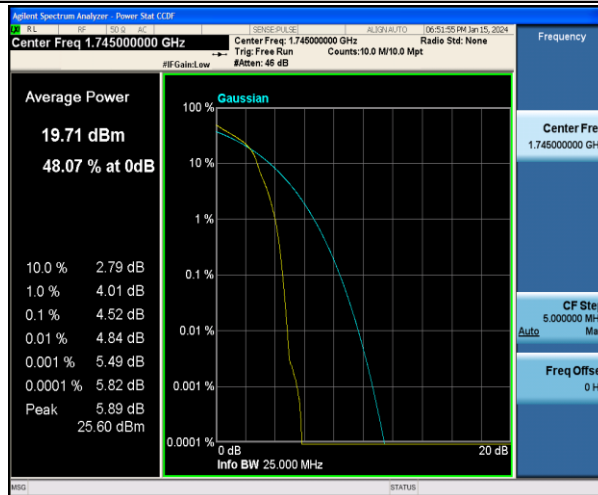 Agilent Spectrum Analyzer - Power Stat CCDF
RL RF 50 Ω AC SENSE:PULSE ALIGNAUTO 06:51:55 PM Jan 15, 2024
Center Freq 1.745000000 GHz
Center Freq: 1.745000000 GHz Radio Std: None
Trig: Free Run Counts:10.0 M/10.0 Mpt
#IFGain:Low #Atten: 46 dB
Frequency
Average Power
19.71 dBm
48.07 % at 0dB
10.0 % 2.79 dB
1.0 % 4.01 dB
0.1 % 4.52 dB
0.01 % 4.84 dB
0.001 % 5.49 dB
0.0001 % 5.82 dB
Peak 5.89 dB
25.60 dBm
Gaussian
100 %
10 %
1 %
0.1 %
0.01 %
0.001 %
0.0001 %
0 dB 20 dB
Info BW 25.000 MHz
Center Fre
1.745000000 GH
CF Ste
5.000000 MH
Auto Ma
Freq Offse
0 H
MSG STATUS